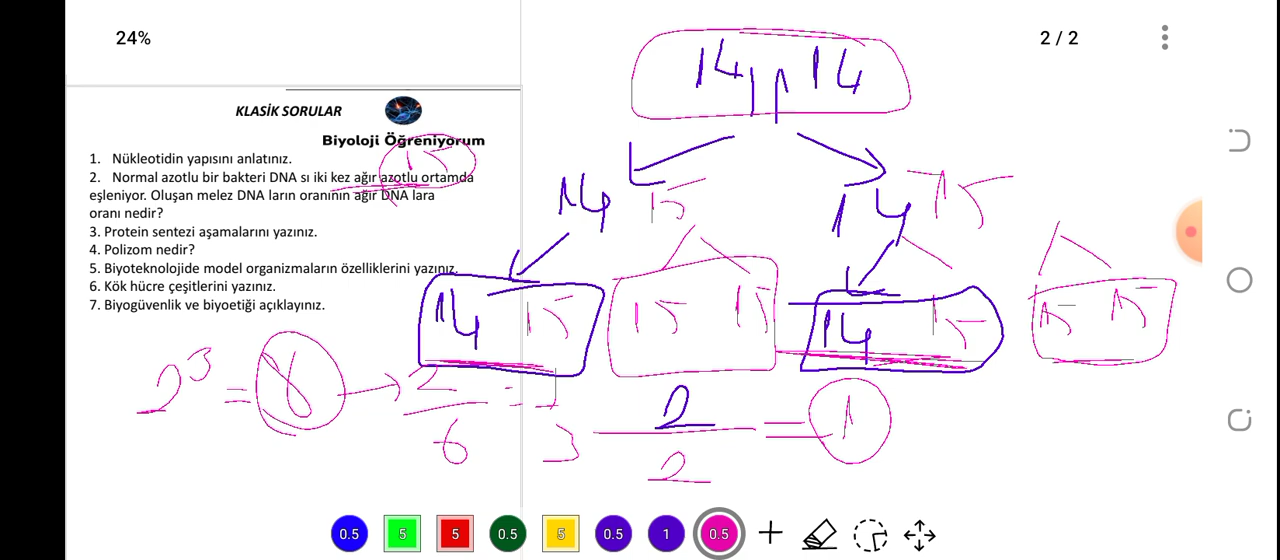 24%
2 / 2
14 14
KLASİK SORULAR
Biyoloji Öğreniyorum
15
1. Nükleotidin yapısını anlatınız.
2. Normal azotlu bir bakteri DNA sı iki kez ağır azotlu ortamda
eşleniyor. Oluşan melez DNA ların oranının ağır DNA lara
oranı nedir?
3. Protein sentezi aşamalarını yazınız.
4. Polizom nedir?
5. Biyoteknolojide model organizmaların özelliklerini yazınız.
6. Kök hücre çeşitlerini yazınız.
7. Biyogüvenlik ve biyoetiği açıklayınız.
14 15 14 15
14 15 15 15 14 15 15 15
2³ = 8 → 2/6 = 1/3
2/2 = 1
0.5 5 5 0.5 5 0.5 1 0.5